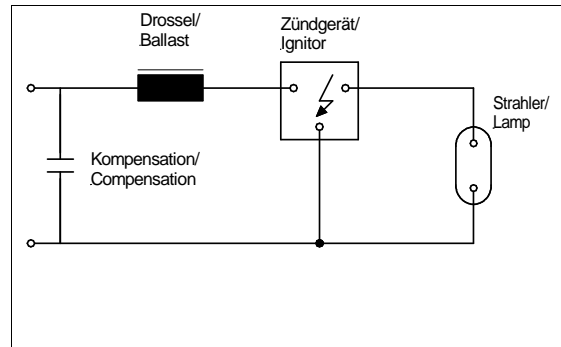 Drossel/
Ballast
Zündgerät/
Ignitor
Strahler/
Lamp
Kompensation/
Compensation